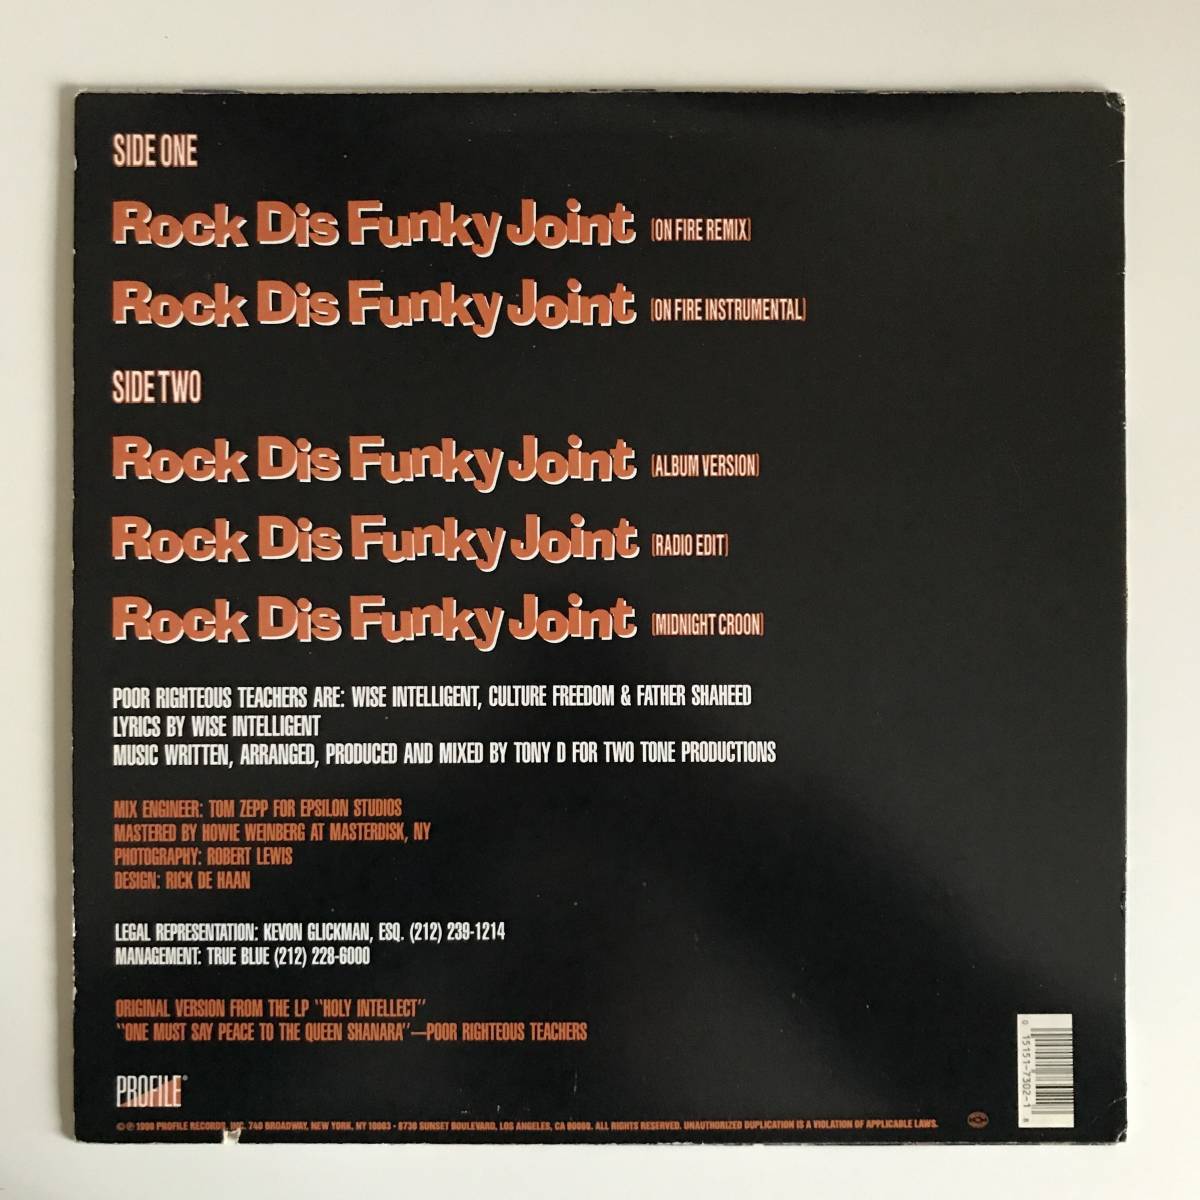 SIDE ONE
Rock Dis Funky Joint (ON FIRE REMIX)
Rock Dis Funky Joint (ON FIRE INSTRUMENTAL)
SIDE TWO
Rock Dis Funky Joint (ALBUM VERSION)
Rock Dis Funky Joint (RADIO EDIT)
Rock Dis Funky Joint (MIDNIGHT CROON)
POOR RIGHTEOUS TEACHERS ARE: WISE INTELLIGENT, CULTURE FREEDOM & FATHER SHAHEED
LYRICS BY WISE INTELLIGENT
MUSIC WRITTEN, ARRANGED, PRODUCED AND MIXED BY TONY D FOR TWO TONE PRODUCTIONS
MIX ENGINEER: TOM ZEPP FOR EPSILON STUDIOS
MASTERED BY HOWIE WEINBERG AT MASTERDISK, NY
PHOTOGRAPHY: ROBERT LEWIS
DESIGN: RICK DE HAAN
LEGAL REPRESENTATION: KEVON GLICKMAN, ESQ. (212) 239-1214
MANAGEMENT: TRUE BLUE (212) 228-6000
ORIGINAL VERSION FROM THE LP "HOLY INTELLECT"
"ONE MUST SAY PEACE TO THE QUEEN SHANARA"—POOR RIGHTEOUS TEACHERS
PROFILE®
©℗ 1990 PROFILE RECORDS, INC. 740 BROADWAY, NEW YORK, NY 10003 - 6736 SUNSET BOULEVARD, LOS ANGELES, CA ALL RIGHTS RESERVED. UNAUTHORIZED DUPLICATION IS A VIOLATION OF APPLICABLE LAWS.
0 15151-7302-1 8